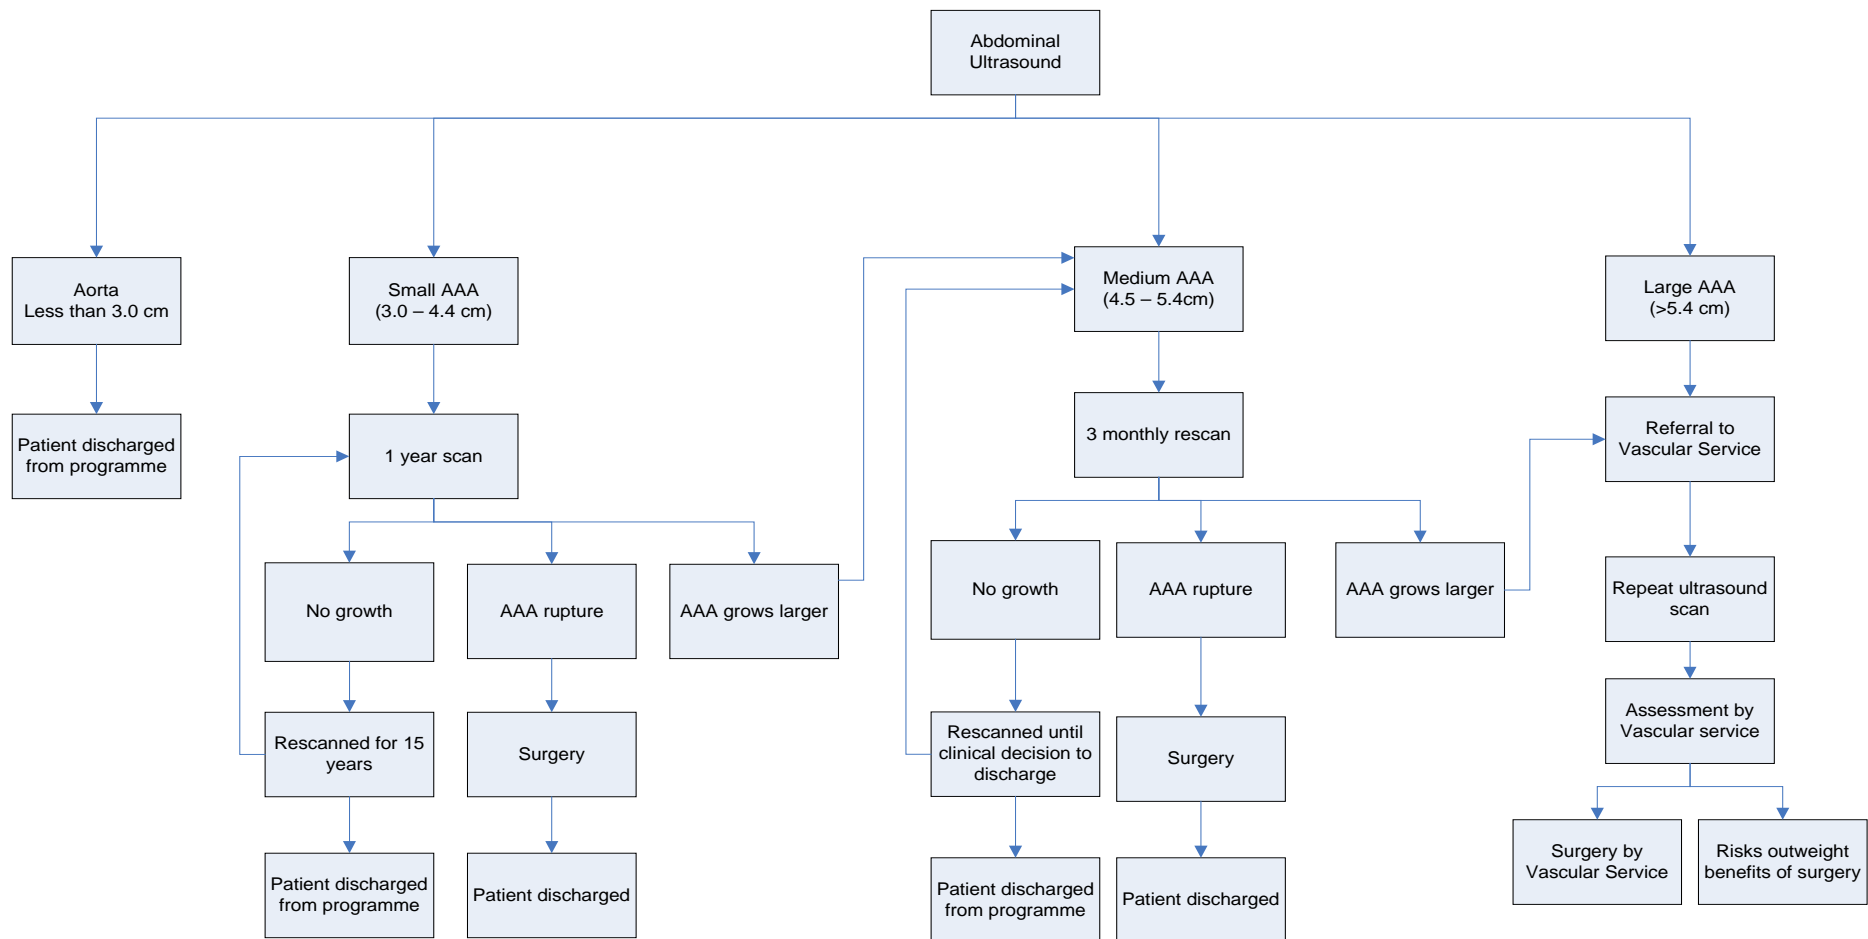 Abdominal
Ultrasound
Aorta
Less than 3.0 cm
Small AAA
(3.0 – 4.4 cm)
Medium AAA
(4.5 – 5.4cm)
Large AAA
(>5.4 cm)
Patient discharged
from programme
1 year scan
3 monthly rescan
Referral to
Vascular Service
No growth
AAA rupture
AAA grows larger
No growth
AAA rupture
AAA grows larger
Repeat ultrasound
scan
Rescanned for 15
years
Surgery
Rescanned until
clinical decision to
discharge
Surgery
Assessment by
Vascular service
Patient discharged
from programme
Patient discharged
Patient discharged
from programme
Patient discharged
Surgery by
Vascular Service
Risks outweight
benefits of surgery